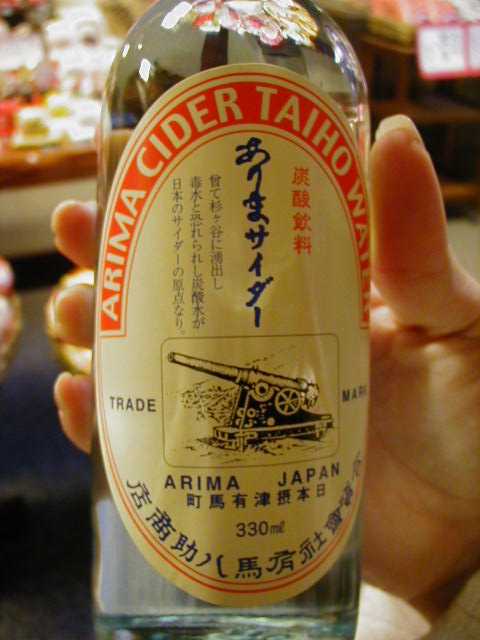 ARIMA CIDER TAIHO WATER
炭酸飲料
ありまサイダー
曾て杉ヶ谷に湧出し
毒水と恐れられし炭酸水が
日本のサイダーの原点なり。
TRADE MARK
ARIMA JAPAN
町馬有津摂本日
330mℓ
店商助八馬有社會